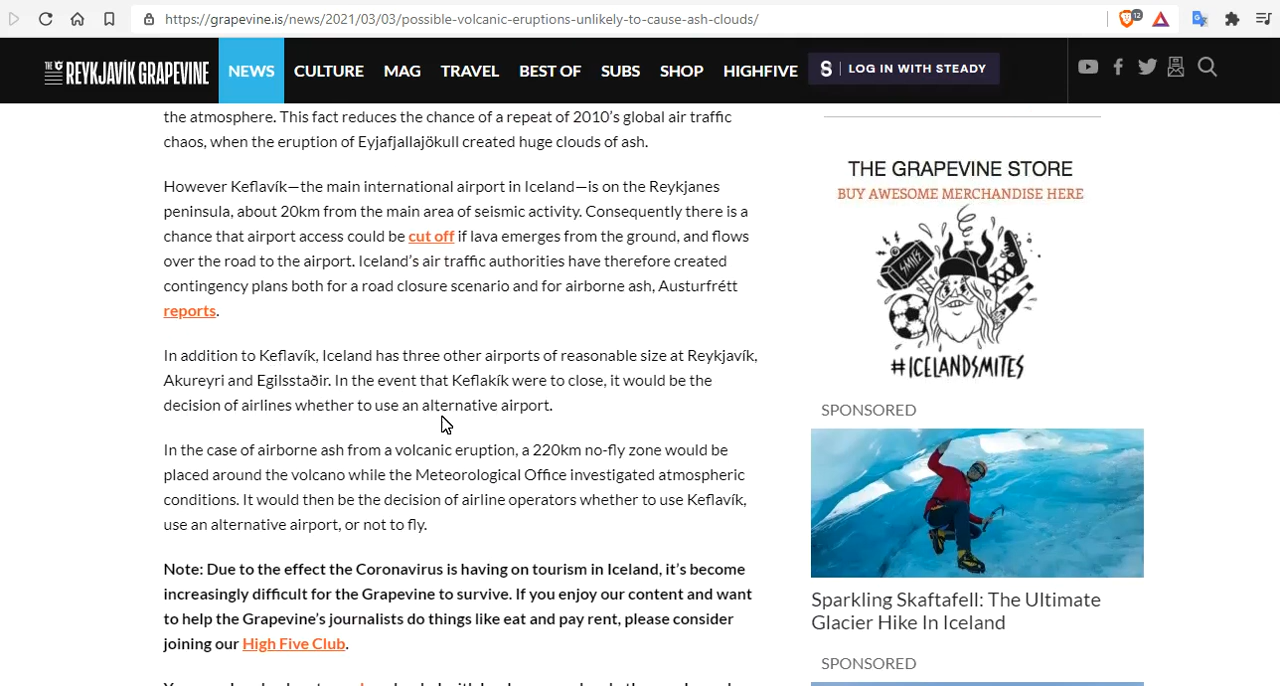 https://grapevine.is/news/2021/03/03/possible-volcanic-eruptions-unlikely-to-cause-ash-clouds/
12
THE REYKJAVÍK GRAPEVINE
NEWS
CULTURE
MAG
TRAVEL
BEST OF
SUBS
SHOP
HIGHFIVE
S | LOG IN WITH STEADY
the atmosphere. This fact reduces the chance of a repeat of 2010's global air traffic
chaos, when the eruption of Eyjafjallajökull created huge clouds of ash.
However Keflavík—the main international airport in Iceland—is on the Reykjanes
peninsula, about 20km from the main area of seismic activity. Consequently there is a
chance that airport access could be cut off if lava emerges from the ground, and flows
over the road to the airport. Iceland's air traffic authorities have therefore created
contingency plans both for a road closure scenario and for airborne ash, Austurfrétt
reports.
In addition to Keflavík, Iceland has three other airports of reasonable size at Reykjavík,
Akureyri and Egilsstaðir. In the event that Keflakík were to close, it would be the
decision of airlines whether to use an alternative airport.
In the case of airborne ash from a volcanic eruption, a 220km no-fly zone would be
placed around the volcano while the Meteorological Office investigated atmospheric
conditions. It would then be the decision of airline operators whether to use Keflavík,
use an alternative airport, or not to fly.
Note: Due to the effect the Coronavirus is having on tourism in Iceland, it's become
increasingly difficult for the Grapevine to survive. If you enjoy our content and want
to help the Grapevine's journalists do things like eat and pay rent, please consider
joining our High Five Club.
THE GRAPEVINE STORE
BUY AWESOME MERCHANDISE HERE
SMITE
#ICELANDSMITES
SPONSORED
Sparkling Skaftafell: The Ultimate
Glacier Hike In Iceland
SPONSORED